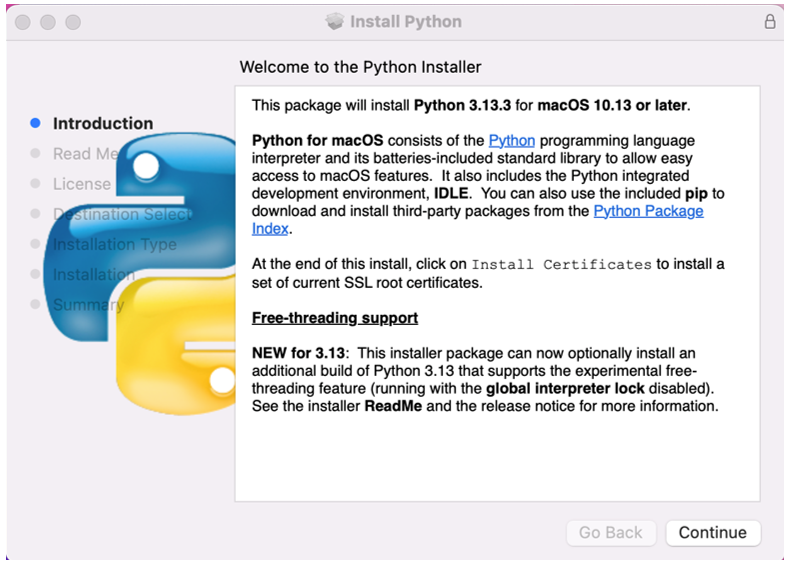 Install Python
Welcome to the Python Installer
Introduction
Read Me
License
Destination Select
Installation Type
Installation
Summary
This package will install Python 3.13.3 for macOS 10.13 or later.
Python for macOS consists of the Python programming language
interpreter and its batteries-included standard library to allow easy
access to macOS features.  It also includes the Python integrated
development environment, IDLE.  You can also use the included pip to
download and install third-party packages from the Python Package
Index.
At the end of this install, click on Install Certificates to install a
set of current SSL root certificates.
Free-threading support
NEW for 3.13:  This installer package can now optionally install an
additional build of Python 3.13 that supports the experimental free-
threading feature (running with the global interpreter lock disabled).
See the installer ReadMe and the release notice for more information.
Go Back
Continue